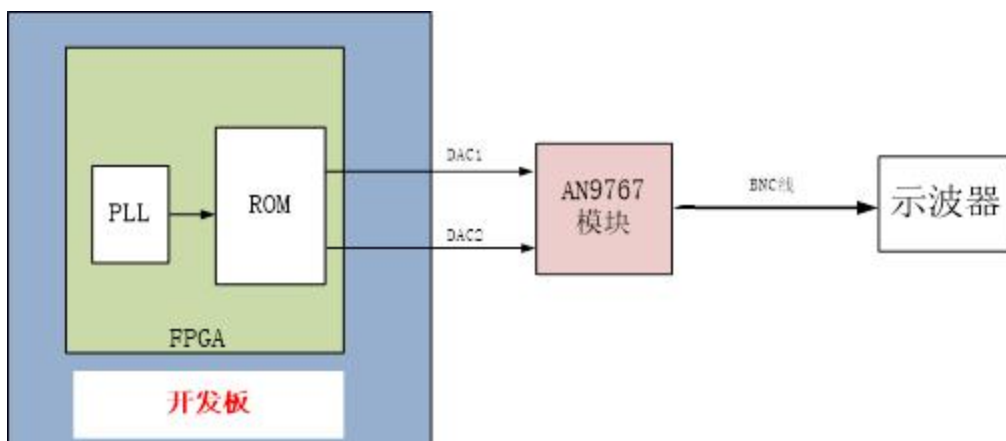 PLL
ROM
FPGA
开发板
DAC1
DAC2
AN9767
模块
BNC线
示波器